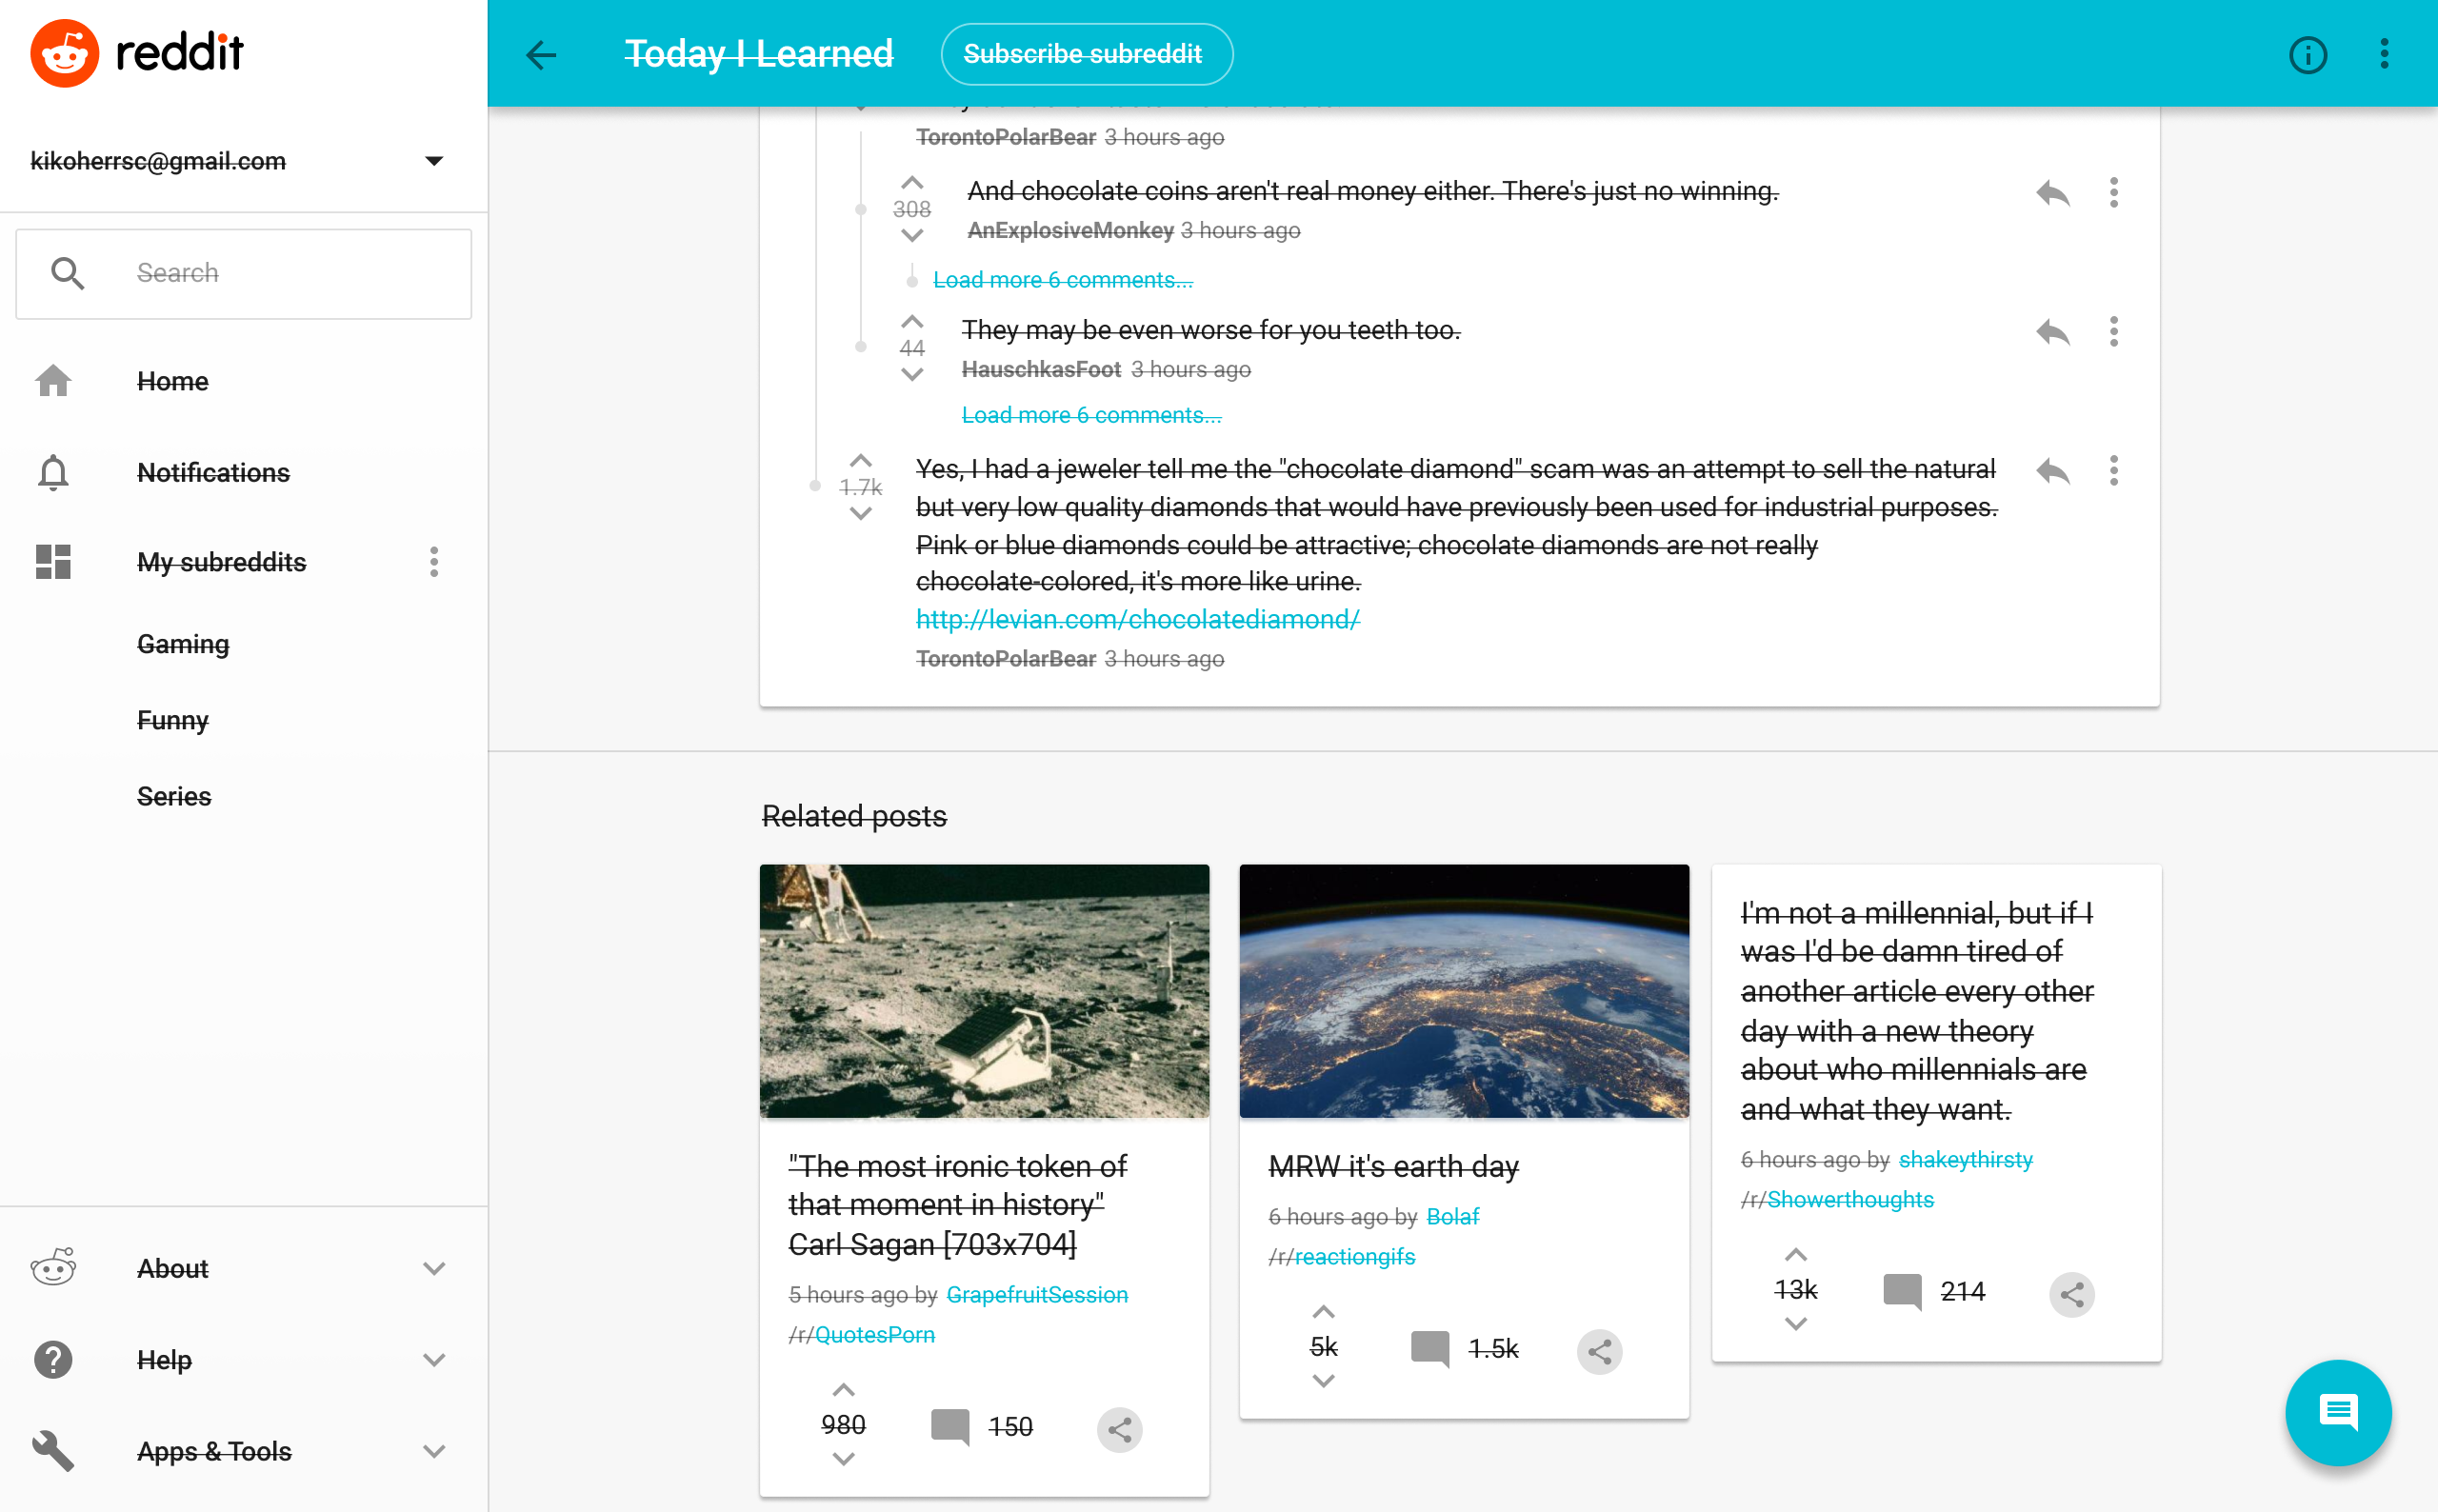 reddit
kikoherrsc@gmail.com
Search
Home
Notifications
My subreddits
Gaming
Funny
Series
About
Help
Apps & Tools
Today I Learned
Subscribe subreddit
TorontoPolarBear 3 hours ago
308
And chocolate coins aren't real money either. There's just no winning.
AnExplosiveMonkey 3 hours ago
Load more 6 comments...
44
They may be even worse for you teeth too.
HauschkasFoot 3 hours ago
Load more 6 comments...
1.7k
Yes, I had a jeweler tell me the "chocolate diamond" scam was an attempt to sell the natural
but very low quality diamonds that would have previously been used for industrial purposes.
Pink or blue diamonds could be attractive; chocolate diamonds are not really
chocolate-colored, it's more like urine.
http://levian.com/chocolatediamond/
TorontoPolarBear 3 hours ago
Related posts
"The most ironic token of
that moment in history"
Carl Sagan [703x704]
5 hours ago by GrapefruitSession
/r/QuotesPorn
980
150
MRW it's earth day
6 hours ago by Bolaf
/r/reactiongifs
5k
1.5k
I'm not a millennial, but if I
was I'd be damn tired of
another article every other
day with a new theory
about who millennials are
and what they want.
6 hours ago by shakeythirsty
/r/Showerthoughts
13k
214